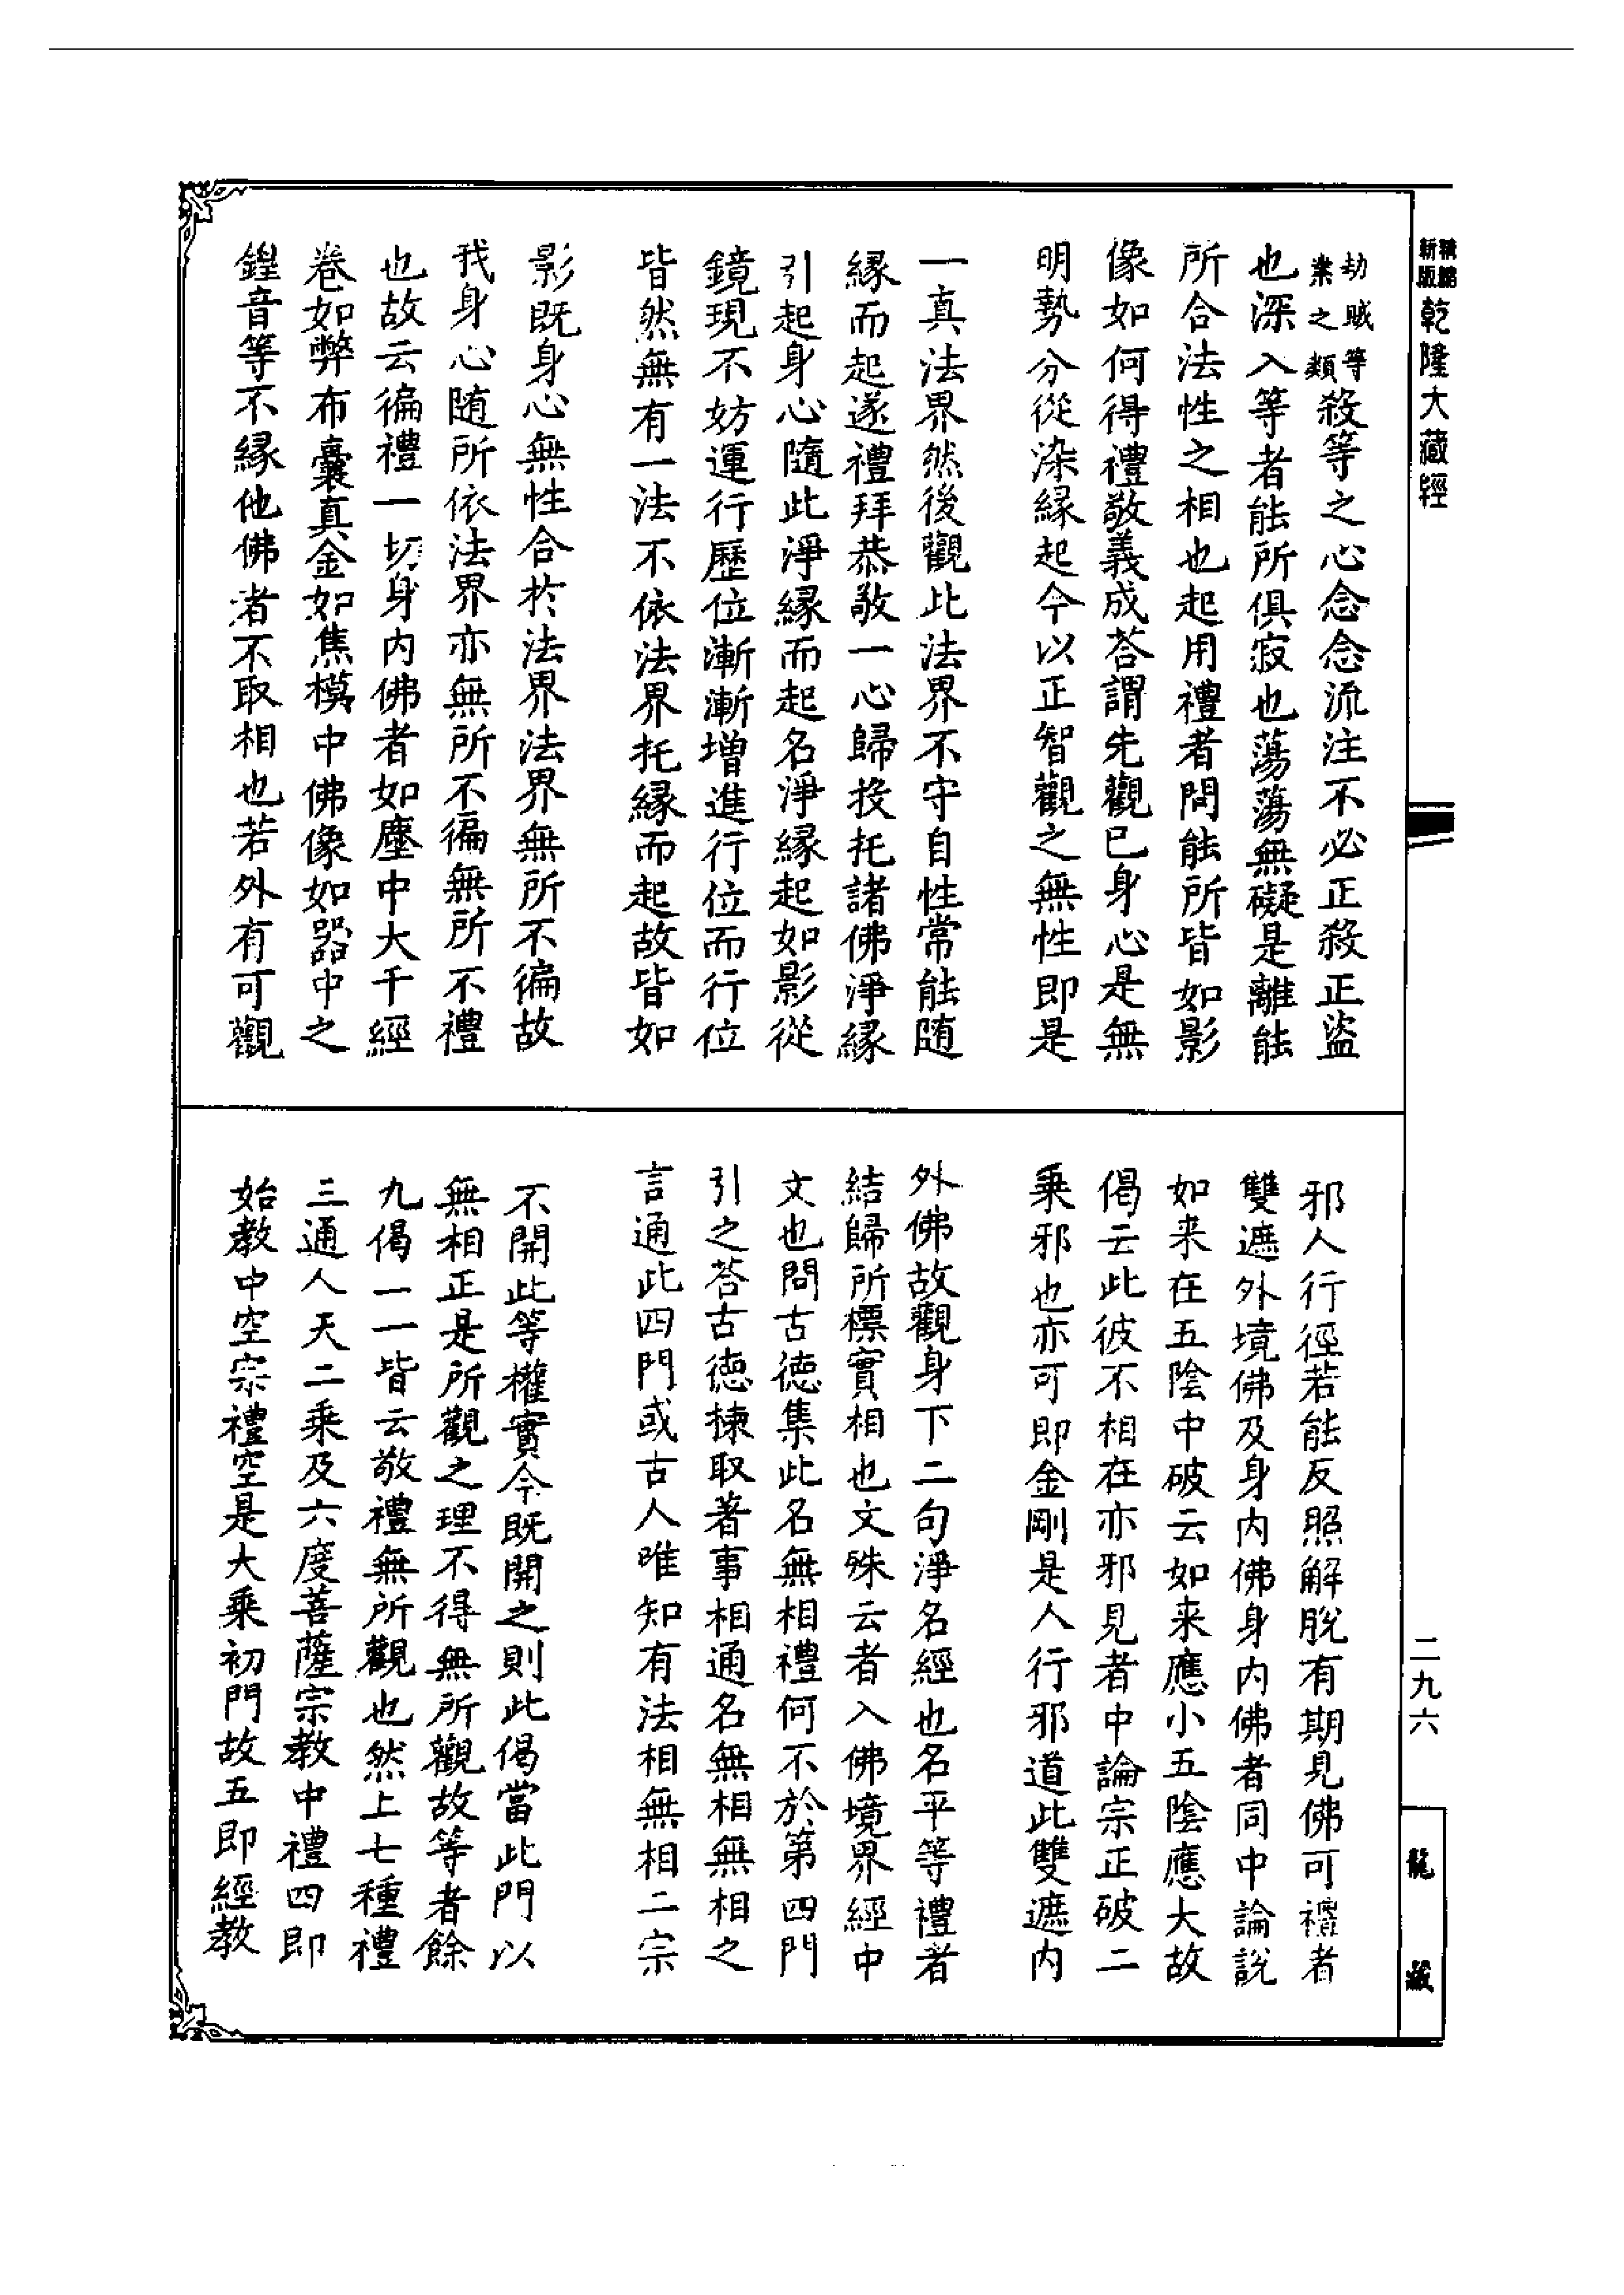 精縮新版 乾隆大藏經
劫賊等業之類殺等之心念念流注不必正殺正盜
也深入等者能所俱寂也蕩蕩無礙是離能
所合法性之相也起用禮者問能所皆如影
像如何得禮敬義成荅謂先觀已身心是無
明勢分從染緣起今以正智觀之無性即是
一真法界然後觀此法界不守自性常能随
緣而起遂禮拜恭敬一心歸投托諸佛淨緣
引起身心隨此淨緣而起名淨緣起如影從
鏡現不妨運行歷位漸漸增進行位而行位
皆然無有一法不依法界托緣而起故皆如
影既身心無性合於法界法界無所不徧故
我身心随所依法界亦無所不徧無所不禮
也故云徧禮一切身内佛者如塵中大千經
卷如弊布囊真金如焦模中佛像如器中之
鍠音等不緣他佛者不取相也若外有可觀
邪人行徑若能反照解脫有期見佛可禮者
雙遮外境佛及身内佛身内佛者同中論說
如来在五陰中破云如来應小五陰應大故
偈云此彼不相在亦邪見者中論宗正破二
乗邪也亦可即金剛是人行邪道此雙遮内
外佛故觀身下二句淨名經也名平等禮者
結歸所標實相也文殊云者入佛境界經中
文也問古德集此名無相禮何不於第四門
引之荅古德揀取著事相通名無相無相之
言通此四門或古人唯知有法相無相二宗
不開此等權實今既開之則此偈當此門以
無相正是所觀之理不得無所觀故等者餘
九偈一一皆云敬禮無所觀也然上七種禮
三通人天二乗及六度菩薩宗教中禮四即
始教中空宗禮空是大乗初門故五即經教
二九六
龍藏